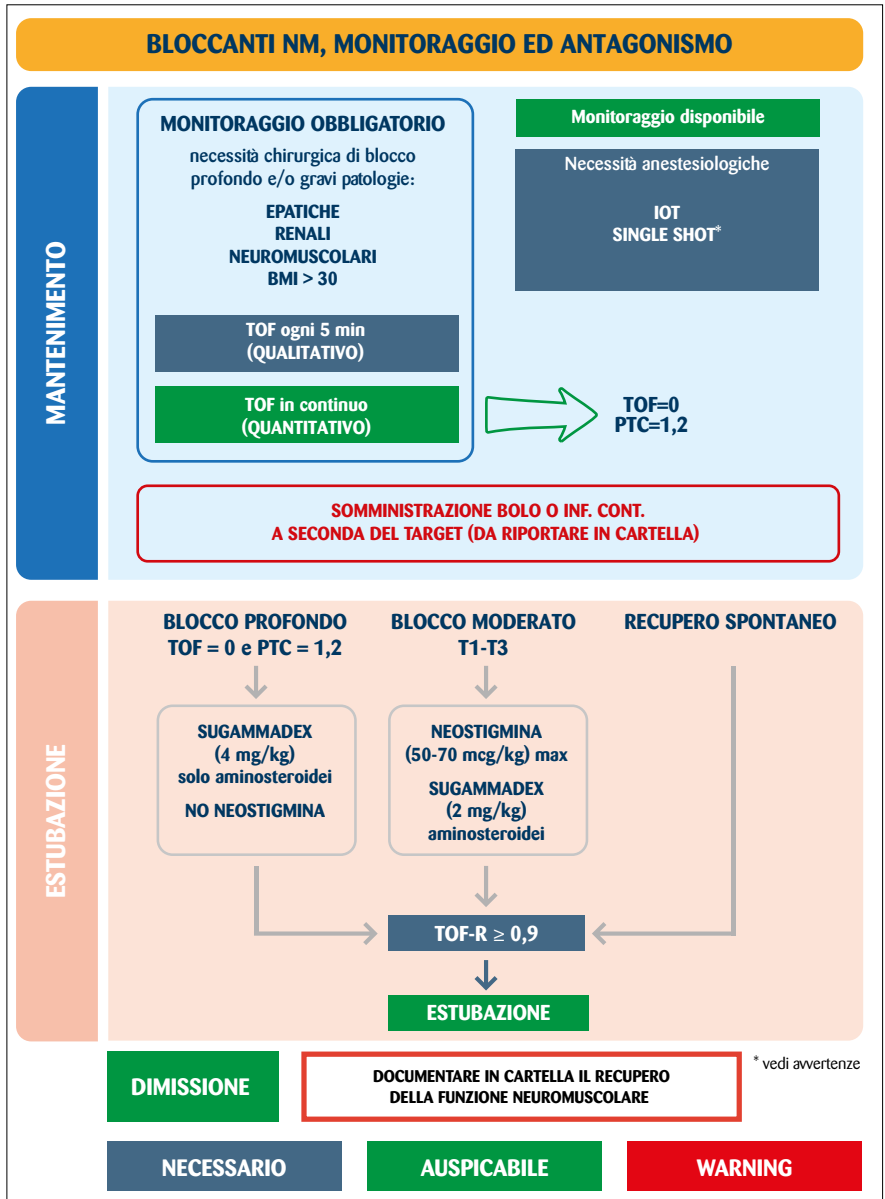 BLOCCANTI NM, MONITORAGGIO ED ANTAGONISMO
MANTENIMENTO
MONITORAGGIO OBBLIGATORIO
necessità chirurgica di blocco
profondo e/o gravi patologie:
EPATICHE
RENALI
NEUROMUSCOLARI
BMI > 30
TOF ogni 5 min
(QUALITATIVO)
TOF in continuo
(QUANTITATIVO)
Monitoraggio disponibile
Necessità anestesiologiche
IOT
SINGLE SHOT*
TOF=0
PTC=1,2
SOMMINISTRAZIONE BOLO O INF. CONT.
A SECONDA DEL TARGET (DA RIPORTARE IN CARTELLA)
ESTUBAZIONE
BLOCCO PROFONDO
TOF = 0 e PTC = 1,2
SUGAMMADEX
(4 mg/kg)
solo aminosteroidei
NO NEOSTIGMINA
BLOCCO MODERATO
T1-T3
NEOSTIGMINA
(50-70 mcg/kg) max
SUGAMMADEX
(2 mg/kg)
aminosteroidei
RECUPERO SPONTANEO
TOF-R ≥ 0,9
ESTUBAZIONE
DIMISSIONE
DOCUMENTARE IN CARTELLA IL RECUPERO
DELLA FUNZIONE NEUROMUSCOLARE
* vedi avvertenze
NECESSARIO
AUSPICABILE
WARNING